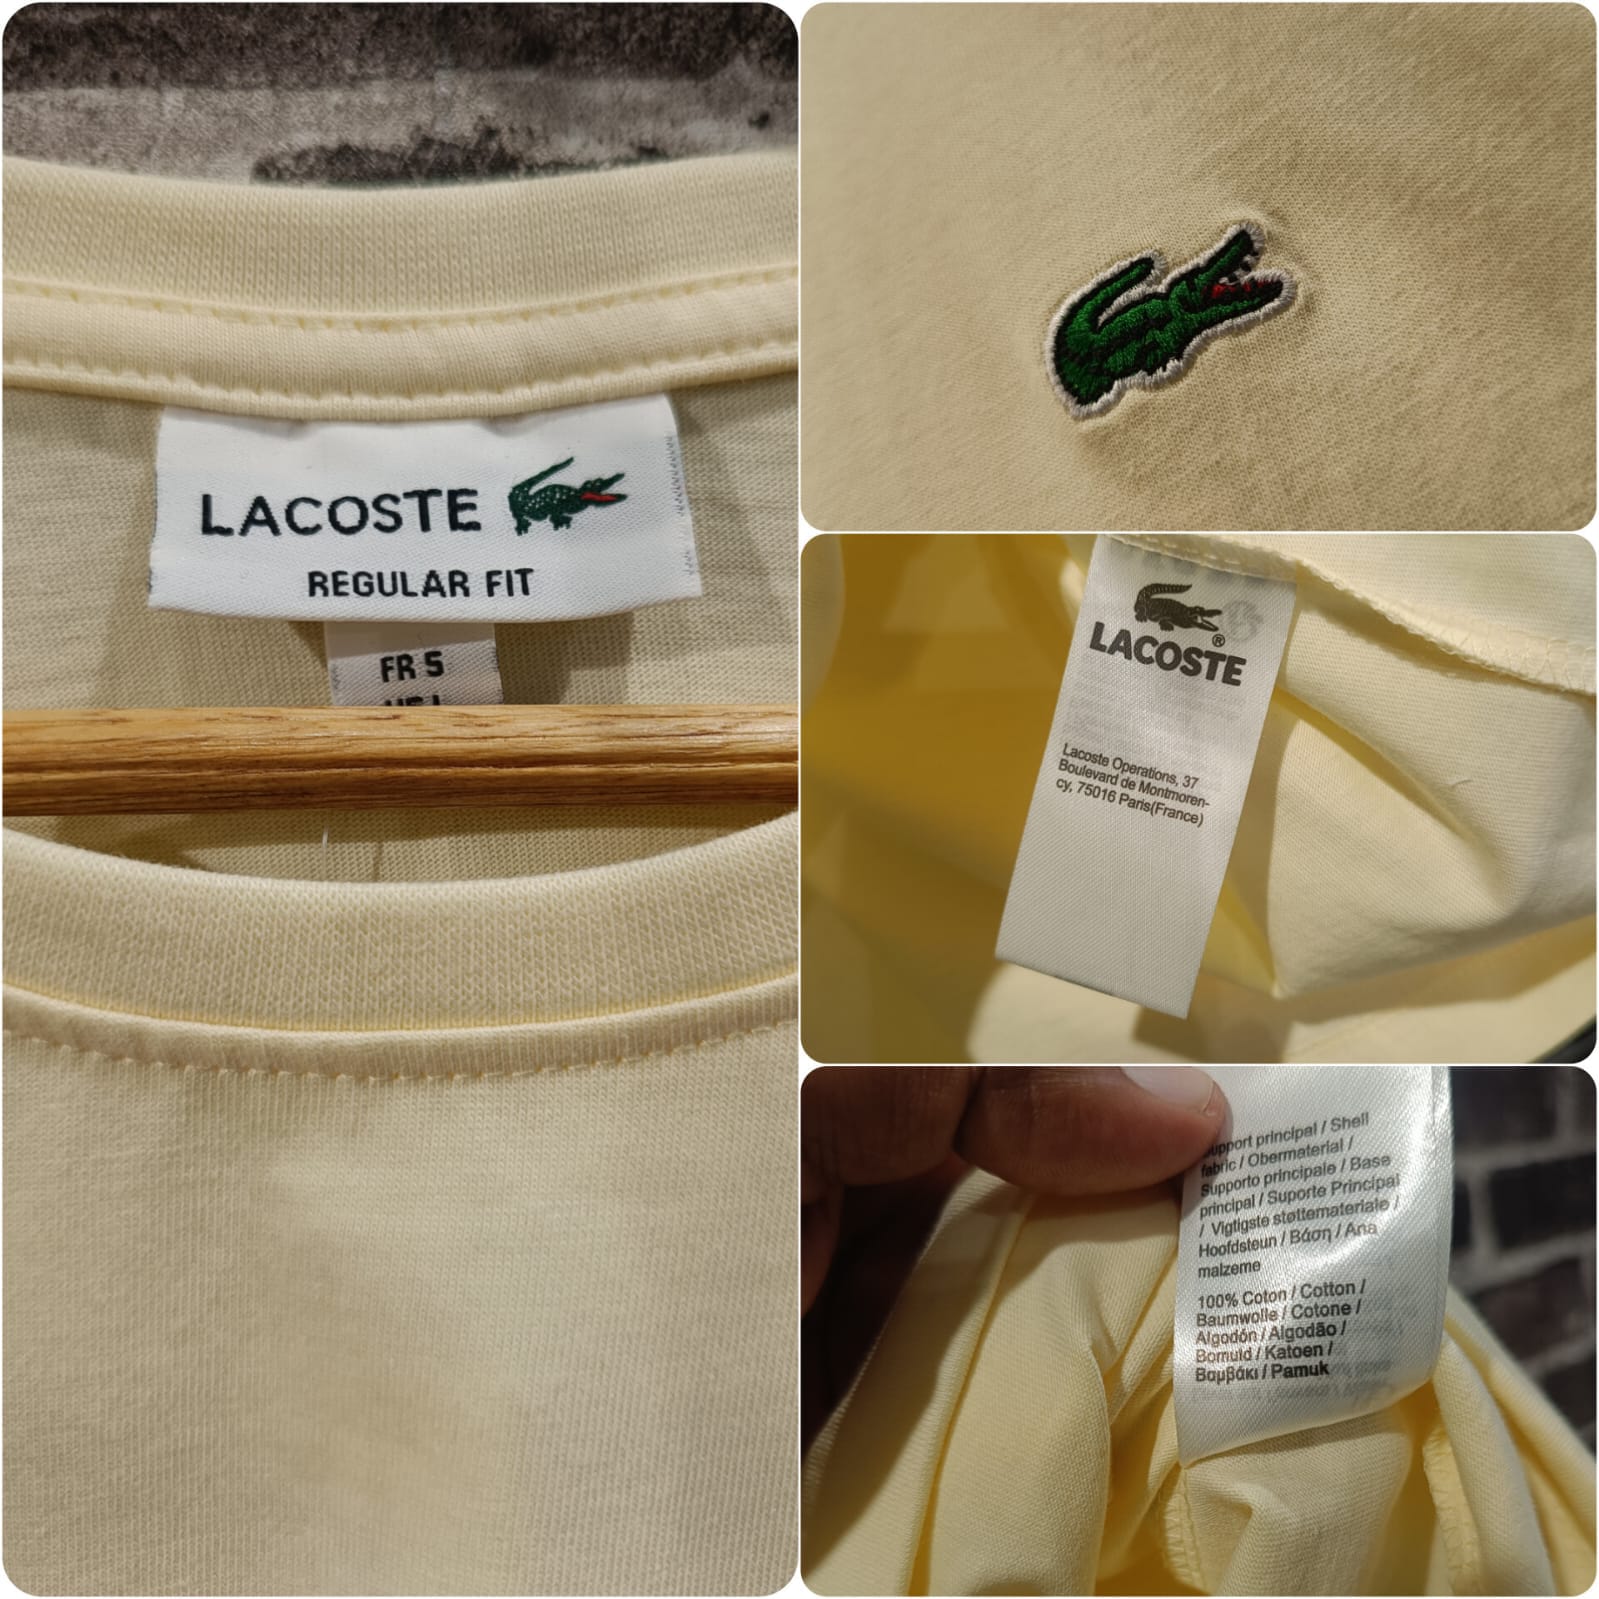 LACOSTE
REGULAR FIT
FR 5
LACOSTE
Lacoste Operations, 37
Boulevard de Montmoren-
cy, 75016 Paris(France)
Support principal / Shell
fabric / Obermaterial /
Supporto principale / Base
principal / Suporte Principal
/ Vigtigste støttemateriale /
Hoofdsteun / Βάση / Ana
malzeme
100% Coton / Cotton /
Baumwolle / Cotone /
Algodón / Algodão /
Bomuld / Katoen /
Βαμβάκι / Pamuk